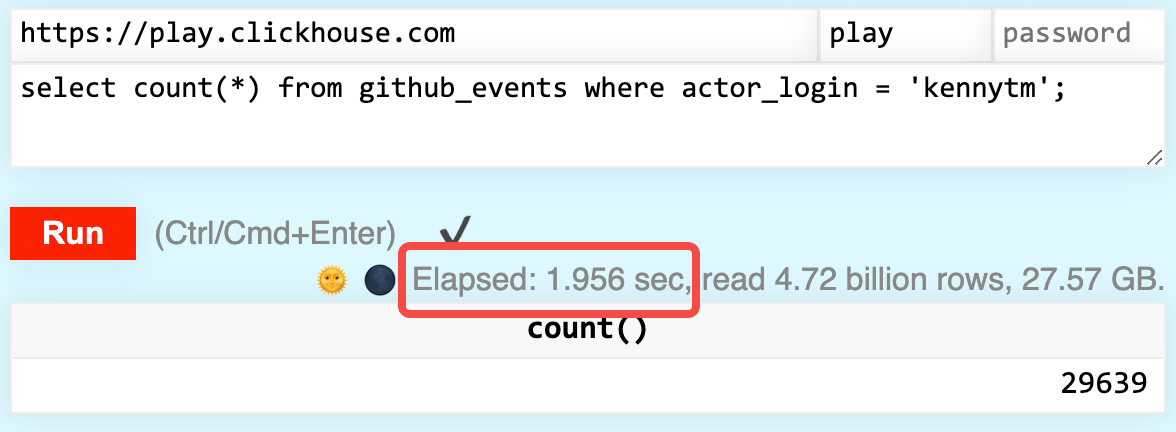 https://play.clickhouse.com play password
select count(*) from github_events where actor_login = 'kennytm';
Run (Ctrl/Cmd+Enter) ✔
Elapsed: 1.956 sec, read 4.72 billion rows, 27.57 GB.
count()
29639